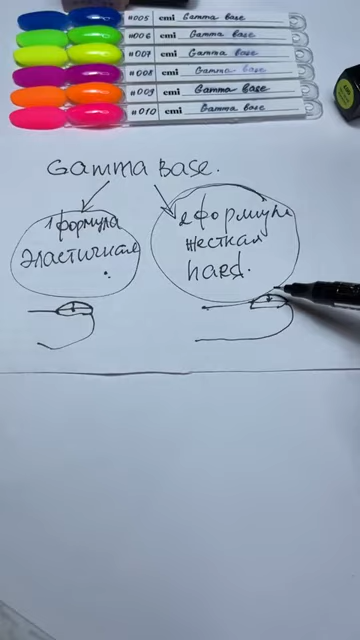 #005 emi Gamma Base
#006 emi Gamma Base
#007 emi Gamma Base
#008 emi Gamma Base
#009 emi Gamma Base
#010 emi Gamma Base
Gamma Base.
1 формула
эластичная
2 формула
жесткая
hard.